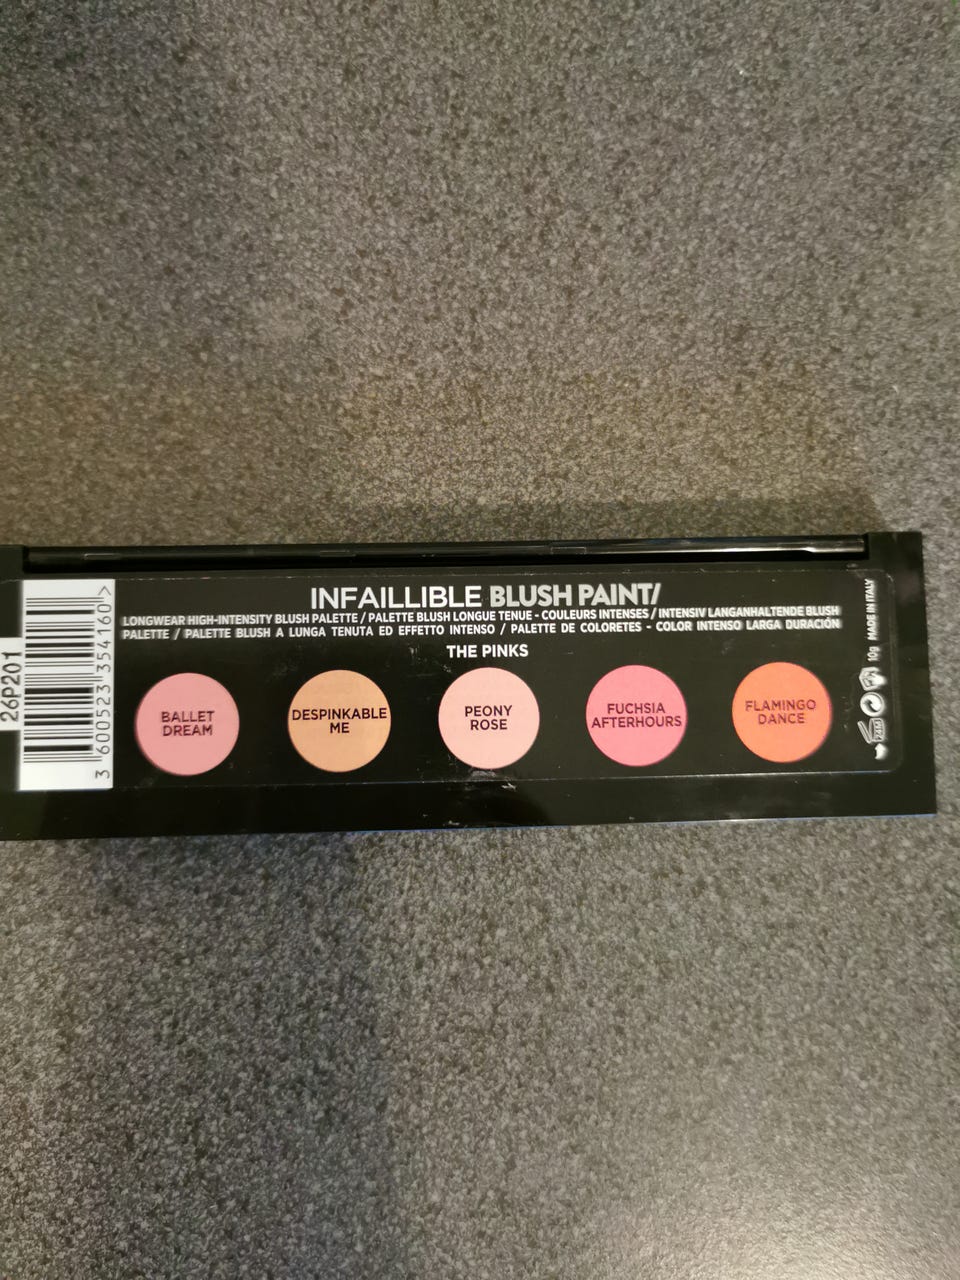 INFAILLIBLE BLUSH PAINT/
LONGWEAR HIGH-INTENSITY BLUSH PALETTE / PALETTE BLUSH LONGUE TENUE - COULEURS INTENSES / INTENSIV LANGANHALTENDE BLUSH
PALETTE / PALETTE BLUSH A LUNGA TENUTA ED EFFETTO INTENSO / PALETTE DE COLORETES - COLOR INTENSO LARGA DURACIÓN
THE PINKS
BALLET
DREAM
DESPINKABLE
ME
PEONY
ROSE
FUCHSIA
AFTERHOURS
FLAMINGO
DANCE
26P201
3 600523 354160 >
24M
10g MADE IN ITALY